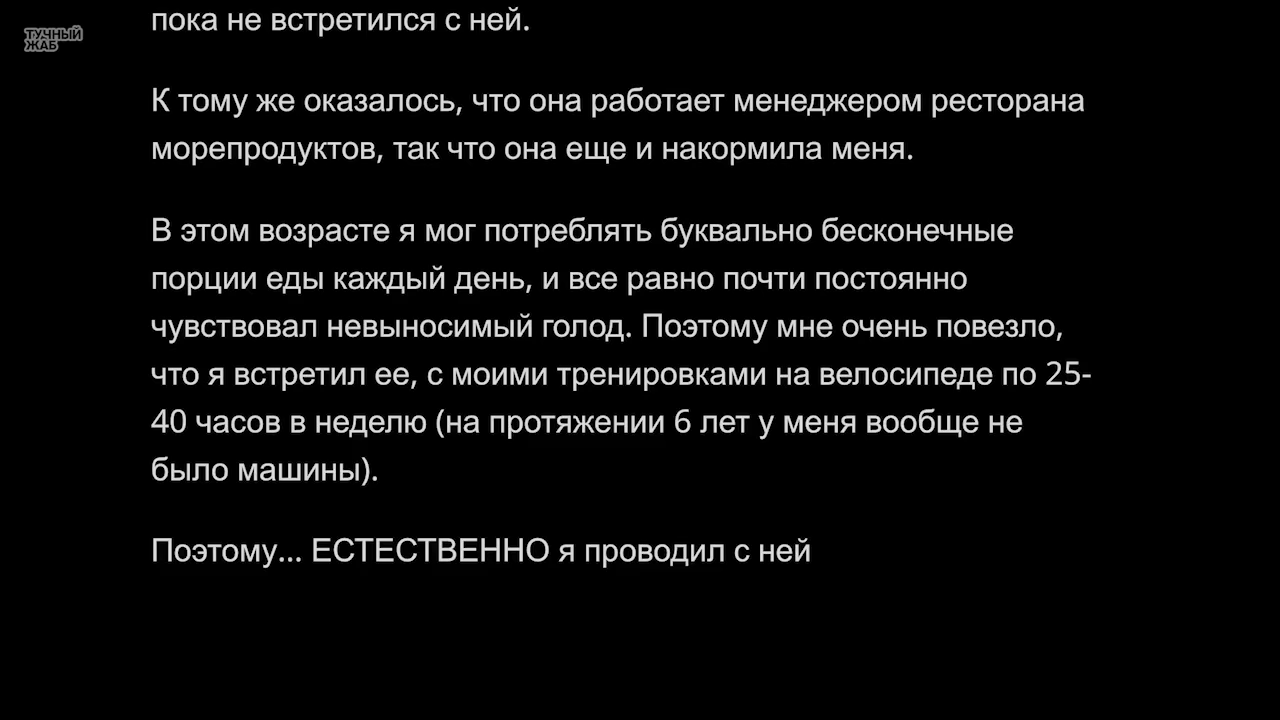 ТУЧНЫЙ
ЖАБ
пока не встретился с ней.
К тому же оказалось, что она работает менеджером ресторана
морепродуктов, так что она еще и накормила меня.
В этом возрасте я мог потреблять буквально бесконечные
порции еды каждый день, и все равно почти постоянно
чувствовал невыносимый голод. Поэтому мне очень повезло,
что я встретил ее, с моими тренировками на велосипеде по 25-
40 часов в неделю (на протяжении 6 лет у меня вообще не
было машины).
Поэтому... ЕСТЕСТВЕННО я проводил с ней